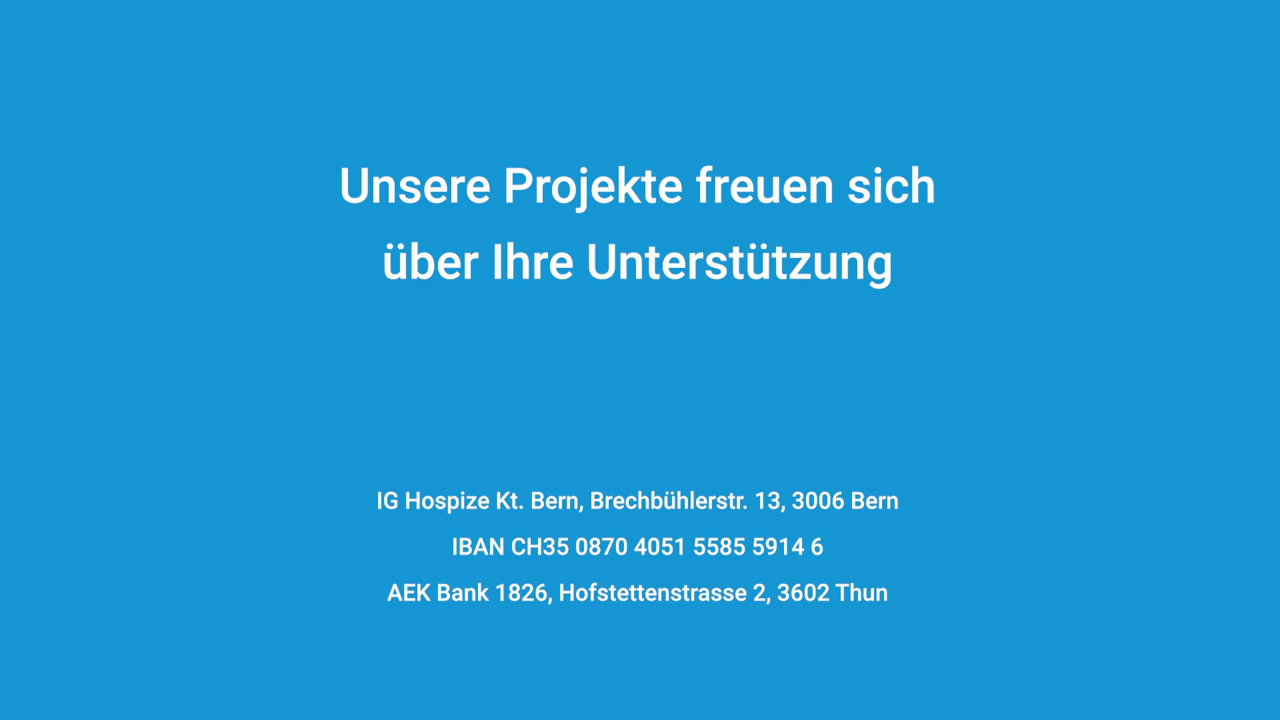 Unsere Projekte freuen sich
über Ihre Unterstützung
IG Hospize Kt. Bern, Brechbühlerstr. 13, 3006 Bern
IBAN CH35 0870 4051 5585 5914 6
AEK Bank 1826, Hofstettenstrasse 2, 3602 Thun